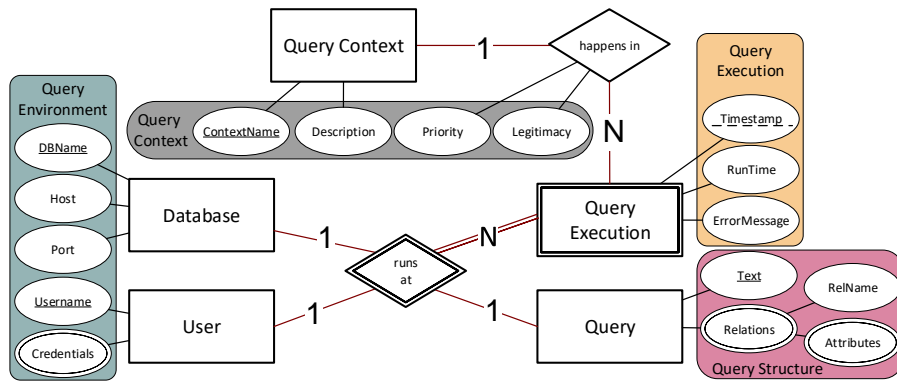 Query Context
1
happens in
Query
Execution
Query
Environment
Query
Context
ContextName
Description
Priority
Legitimacy
N
Timestamp
RunTime
ErrorMessage
DBName
Host
Port
Username
Credentials
Database
1
N
Query
Execution
runs
at
User
1
1
Query
Text
RelName
Relations
Attributes
Query Structure